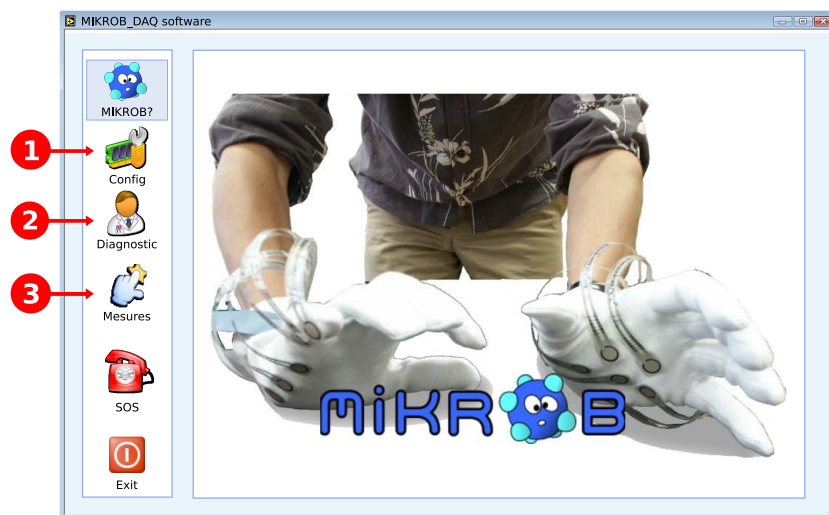 MIKROB_DAQ software
MIKROB?
1
Config
2
Diagnostic
3
Mesures
SOS
Exit
MiKROB